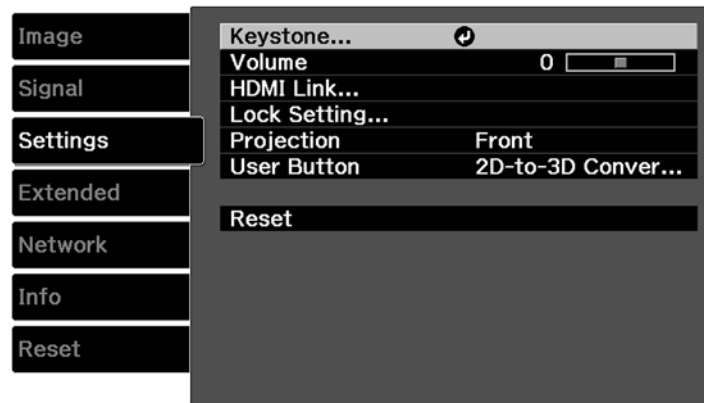 Image
Signal
Settings
Extended
Network
Info
Reset
Keystone...
Volume 0
HDMI Link...
Lock Setting...
Projection Front
User Button 2D-to-3D Conver...
Reset